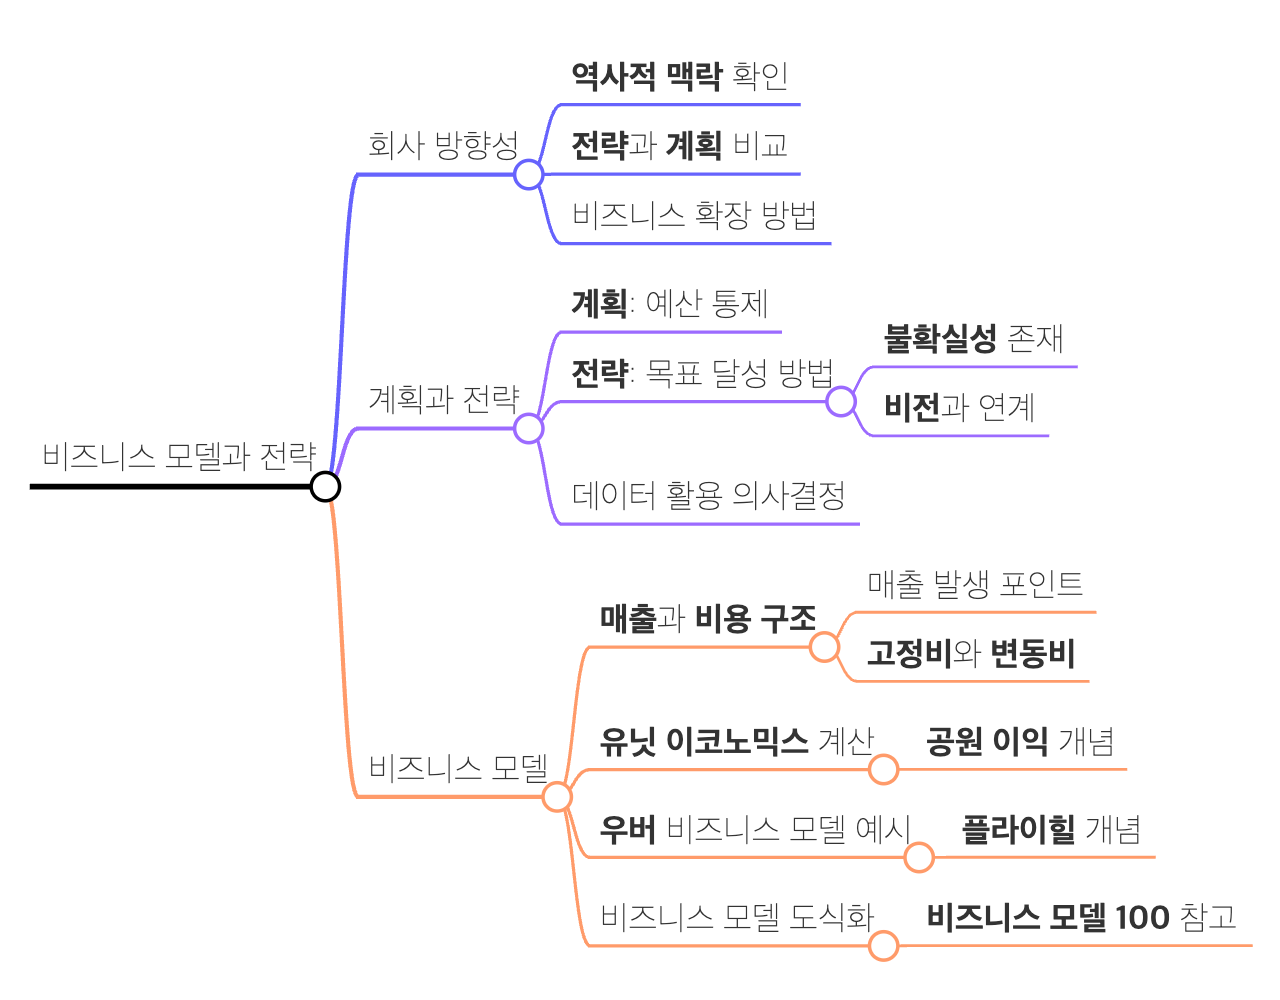 비즈니스 모델과 전략
회사 방향성
역사적 맥락 확인
전략과 계획 비교
비즈니스 확장 방법
계획과 전략
계획: 예산 통제
전략: 목표 달성 방법
불확실성 존재
비전과 연계
데이터 활용 의사결정
비즈니스 모델
매출과 비용 구조
매출 발생 포인트
고정비와 변동비
유닛 이코노믹스 계산
공원 이익 개념
우버 비즈니스 모델 예시
플라이힐 개념
비즈니스 모델 도식화
비즈니스 모델 100 참고